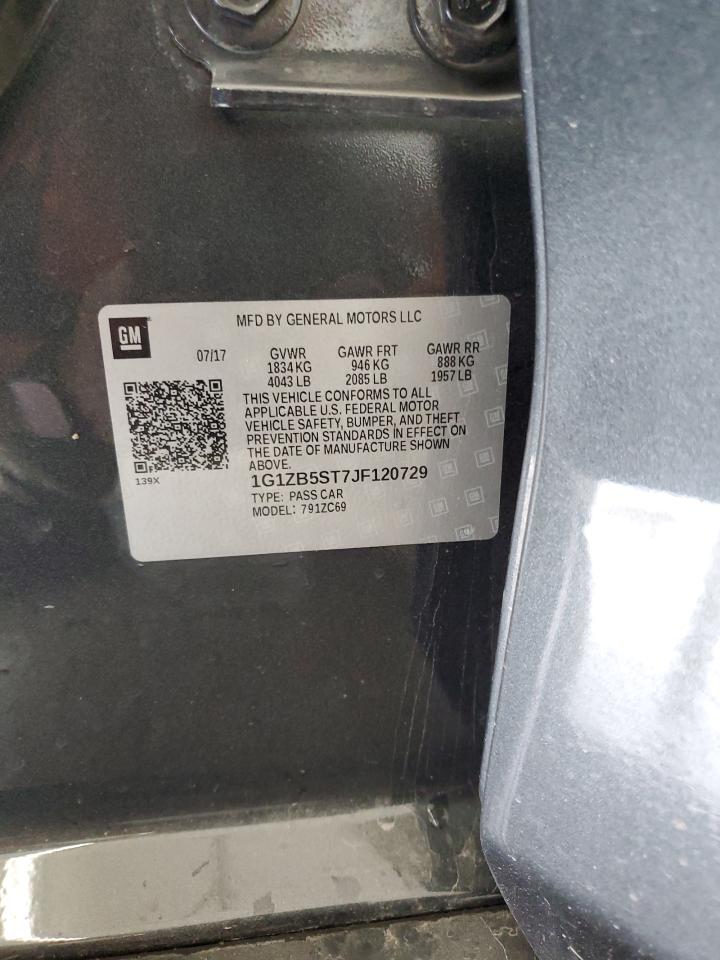 GM
MFD BY GENERAL MOTORS LLC
07/17 GVWR GAWR FRT GAWR RR
1834 KG 946 KG 888 KG
4043 LB 2085 LB 1957 LB
THIS VEHICLE CONFORMS TO ALL
APPLICABLE U.S. FEDERAL MOTOR
VEHICLE SAFETY, BUMPER, AND THEFT
PREVENTION STANDARDS IN EFFECT ON
THE DATE OF MANUFACTURE SHOWN
ABOVE.
139X
1G1ZB5ST7JF120729
TYPE: PASS CAR
MODEL: 791ZC69